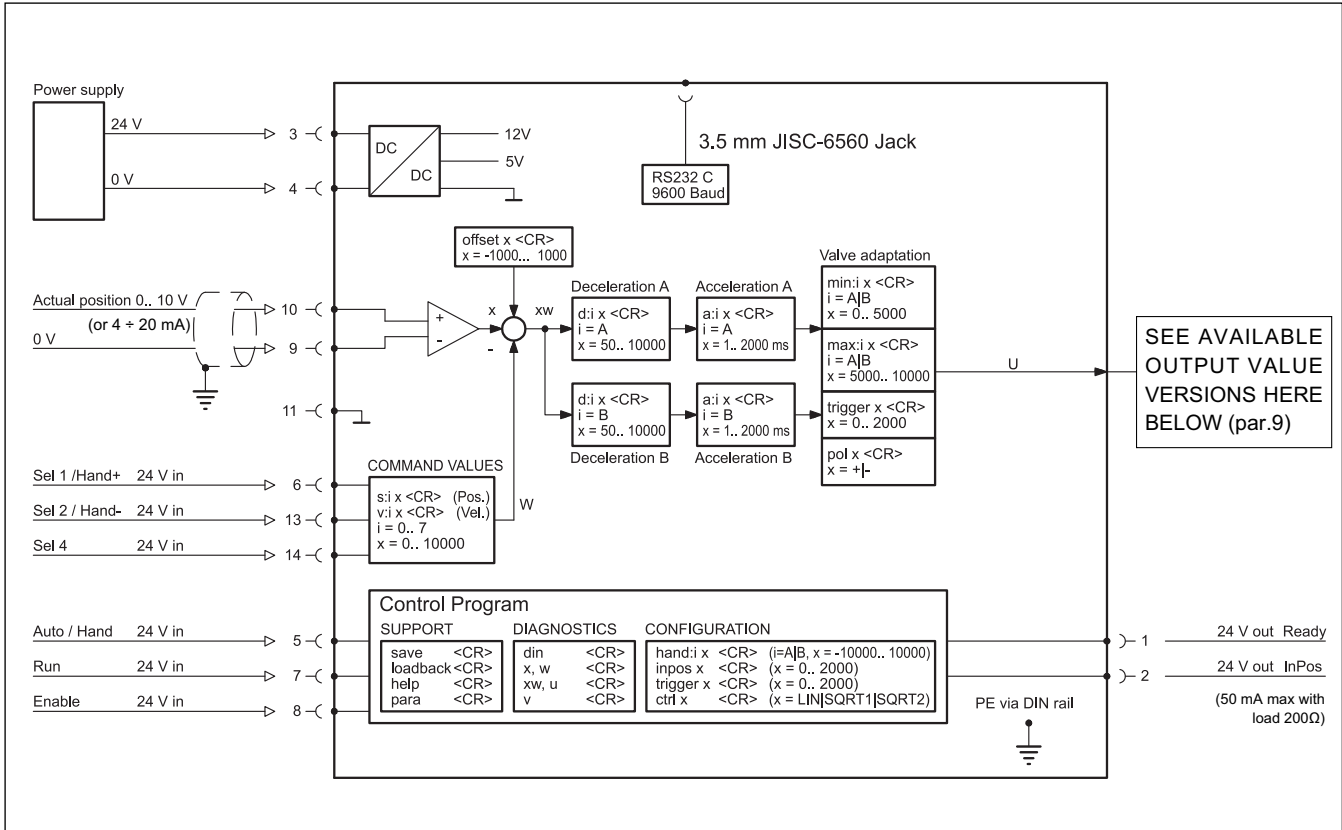 Power supply
24 V
0 V
3
4
DC
DC
12V
5V
3.5 mm JISC-6560 Jack
RS232 C
9600 Baud
offset x <CR>
x = -1000... 1000
Actual position 0.. 10 V
(or 4 ÷ 20 mA)
0 V
10
9
11
+
-
x
-
xw
Deceleration A
d:i x <CR>
i = A
x = 50.. 10000
Acceleration A
a:i x <CR>
i = A
x = 1.. 2000 ms
d:i x <CR>
i = B
x = 50.. 10000
Deceleration B
a:i x <CR>
i = B
x = 1.. 2000 ms
Acceleration B
Valve adaptation
min:i x <CR>
i = A|B
x = 0.. 5000
max:i x <CR>
i = A|B
x = 5000.. 10000
trigger x <CR>
x = 0.. 2000
pol x <CR>
x = +|-
U
SEE AVAILABLE
OUTPUT VALUE
VERSIONS HERE
BELOW (par.9)
Sel 1 /Hand+ 24 V in 6
Sel 2 / Hand- 24 V in 13
Sel 4 24 V in 14
COMMAND VALUES
s:i x <CR> (Pos.)
v:i x <CR> (Vel.)
i = 0.. 7
x = 0.. 10000
W
Auto / Hand 24 V in 5
Run 24 V in 7
Enable 24 V in 8
Control Program
SUPPORT
save <CR>
loadback <CR>
help <CR>
para <CR>
DIAGNOSTICS
din <CR>
x, w <CR>
xw, u <CR>
v <CR>
CONFIGURATION
hand:i x <CR> (i=A|B, x = -10000.. 10000)
inpos x <CR> (x = 0.. 2000)
trigger x <CR> (x = 0.. 2000)
ctrl x <CR> (x = LIN|SQRT1|SQRT2)
PE via DIN rail
1 24 V out Ready
2 24 V out InPos
(50 mA max with
load 200Ω)